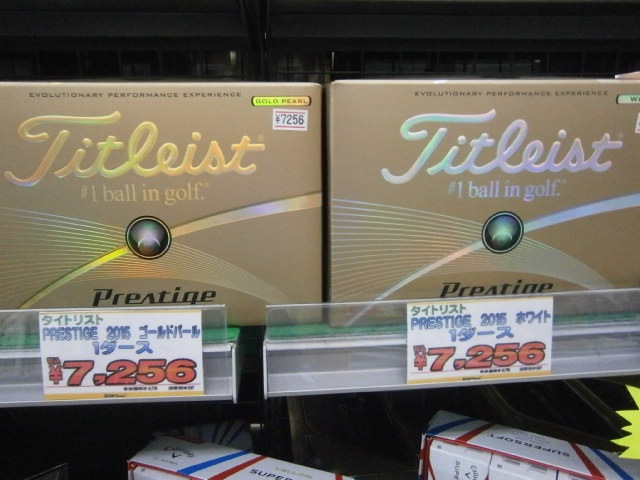 EVOLUTIONARY PERFORMANCE EXPERIENCE
GOLD PEARL
¥7256
Titleist
#1 ball in golf.
Prestige
EVOLUTIONARY PERFORMANCE EXPERIENCE
Titleist
#1 ball in golf.
Prestige
タイトリスト
PRESTIGE 2015 ゴールドパール
1ダース
¥7,256
タイトリスト
PRESTIGE 2015 ホワイト
1ダース
¥7,256
Callaway
SUPERSOFT